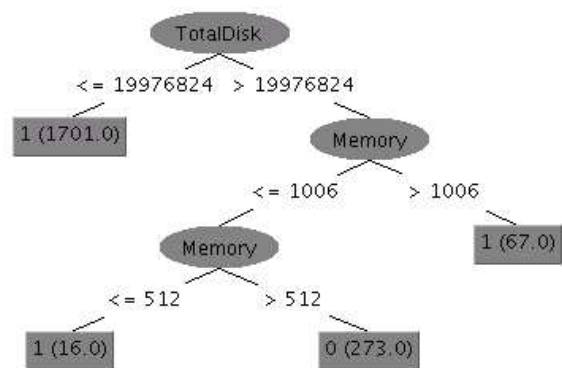 TotalDisk
<= 19976824 > 19976824
1 (1701.0)
Memory
<= 1006 > 1006
Memory
1 (67.0)
<= 512 > 512
1 (16.0)
0 (273.0)